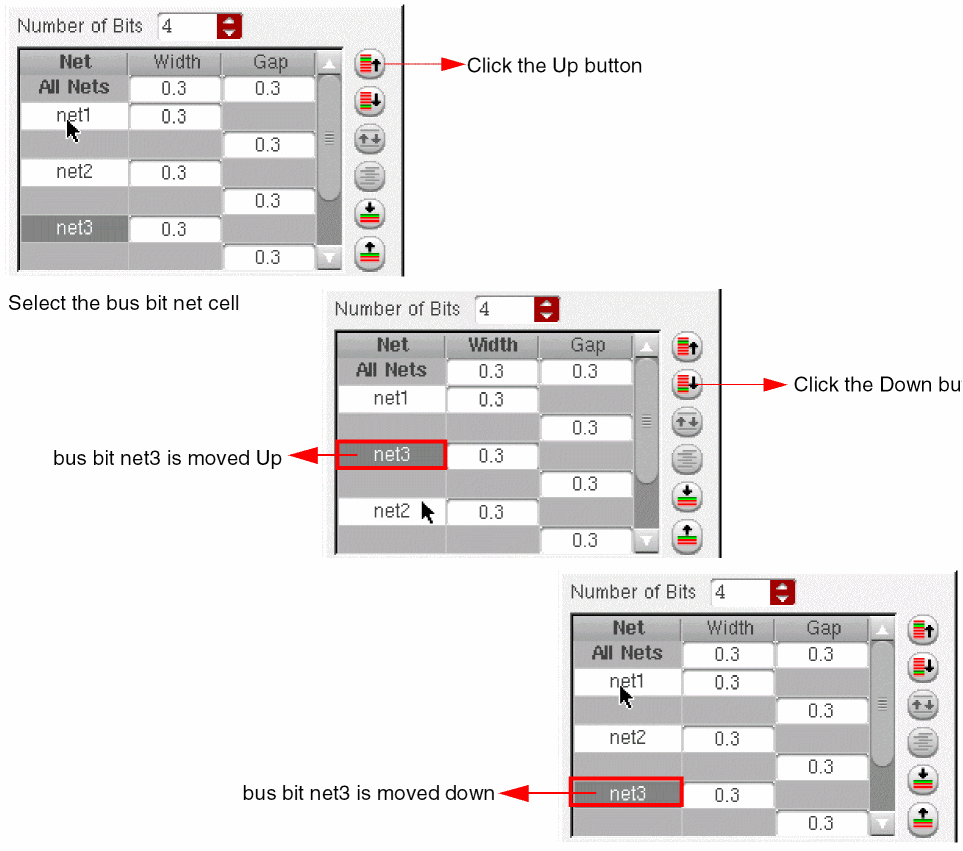 Number of Bits 4
Net Width Gap
All Nets 0.3 0.3
net1 0.3
0.3
net2 0.3
0.3
net3 0.3
0.3
Click the Up button
Select the bus bit net cell
Number of Bits 4
Net Width Gap
All Nets 0.3 0.3
net1 0.3
0.3
net3 0.3
0.3
net2 0.3
0.3
Click the Down bu
bus bit net3 is moved Up
Number of Bits 4
Net Width Gap
All Nets 0.3 0.3
net1 0.3
0.3
net2 0.3
0.3
net3 0.3
0.3
bus bit net3 is moved down